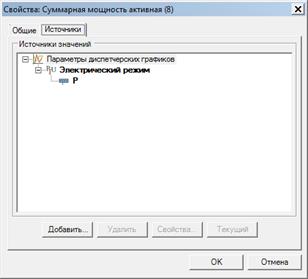 Свойства: Суммарная мощность активная (8)
Общие Источники
Источники значений
Параметры диспетчерских графиков
Электрический режим
P
Добавить... Удалить Свойства... Текущий
OK Отмена